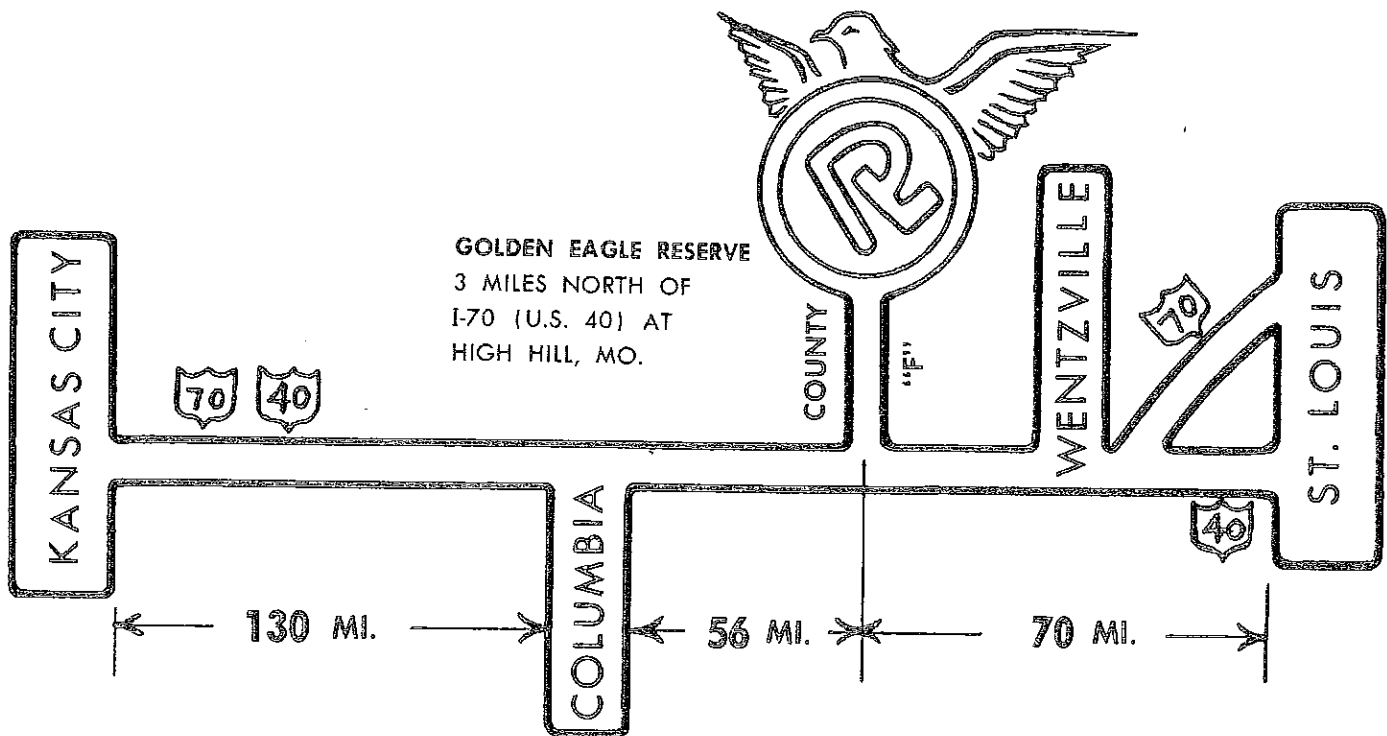 R
GOLDEN EAGLE RESERVE
3 MILES NORTH OF
I-70 (U.S. 40) AT
HIGH HILL, MO.
KANSAS CITY
70
40
COUNTY
"F"
WENTZVILLE
70
ST. LOUIS
COLUMBIA
40
130 MI.
56 MI.
70 MI.